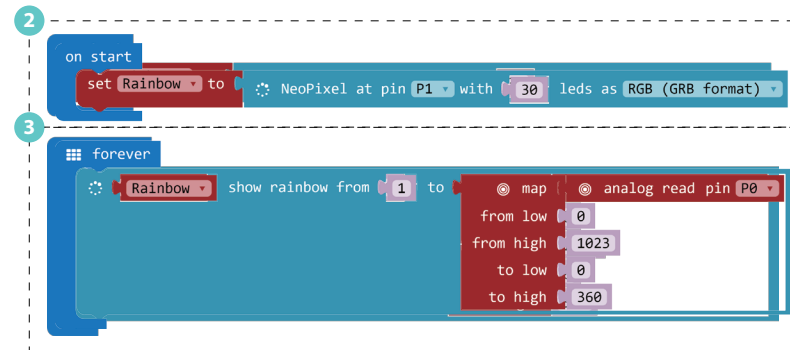 2
on start
set Rainbow to NeoPixel at pin P1 with 30 leds as RGB (GRB format)
3
forever
Rainbow show rainbow from 1 to map analog read pin P0
from low 0
from high 1023
to low 0
to high 360